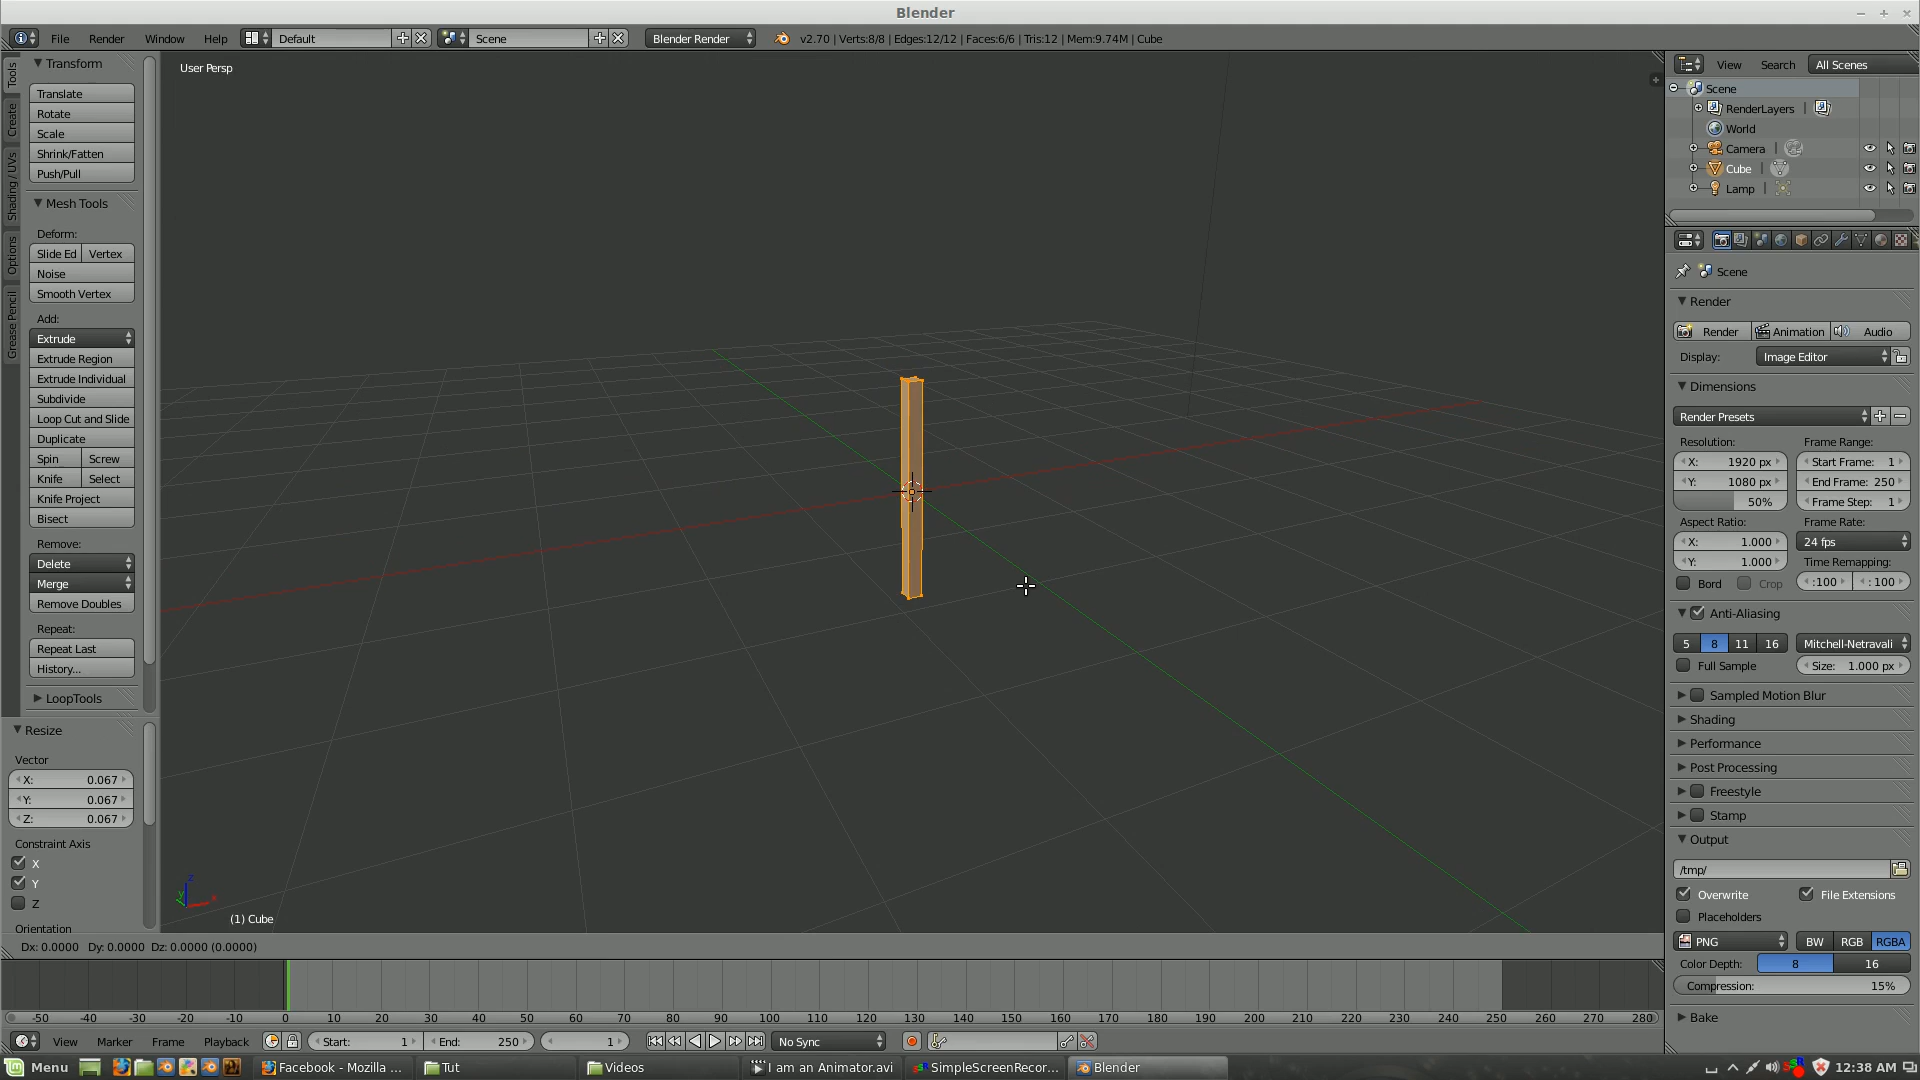 Blender
File Render Window Help Default Scene Blender Render v2.70 | Verts:8/8 | Edges:12/12 | Faces:6/6 | Tris:12 | Mem:9.74M | Cube
Tools
Create
Shading / UVs
Options
Grease Pencil
Transform
Translate
Rotate
Scale
Shrink/Fatten
Push/Pull
Mesh Tools
Deform:
Slide Ed Vertex
Noise
Smooth Vertex
Add:
Extrude
Extrude Region
Extrude Individual
Subdivide
Loop Cut and Slide
Duplicate
Spin Screw
Knife Select
Knife Project
Bisect
Remove:
Delete
Merge
Remove Doubles
Repeat:
Repeat Last
History...
LoopTools
Resize
Vector
X: 0.067
Y: 0.067
Z: 0.067
Constraint Axis
X
Y
Z
Orientation
User Persp
z
y
x
(1) Cube
Dx: 0.0000 Dy: 0.0000 Dz: 0.0000 (0.0000)
View Search All Scenes
Scene
RenderLayers |
World
Camera |
Cube |
Lamp |
Scene
Render
Render Animation Audio
Display: Image Editor
Dimensions
Render Presets
Resolution: Frame Range:
X: 1920 px Start Frame: 1
Y: 1080 px End Frame: 250
50% Frame Step: 1
Aspect Ratio: Frame Rate:
X: 1.000 24 fps
Y: 1.000 Time Remapping:
Bord Crop :100 : 100
Anti-Aliasing
5 8 11 16 Mitchell-Netravali
Full Sample Size: 1.000 px
Sampled Motion Blur
Shading
Performance
Post Processing
Freestyle
Stamp
Output
/tmp/
Overwrite File Extensions
Placeholders
PNG BW RGB RGBA
Color Depth: 8 16
Compression: 15%
Bake
-50 -40 -30 -20 -10 0 10 20 30 40 50 60 70 80 90 100 110 120 130 140 150 160 170 180 190 200 210 220 230 240 250 260 270 280
View Marker Frame Playback Start: 1 End: 250 1 No Sync
Menu Facebook - Mozilla ... Tut Videos I am an Animator.avi SimpleScreenRecor... Blender 12:38 AM